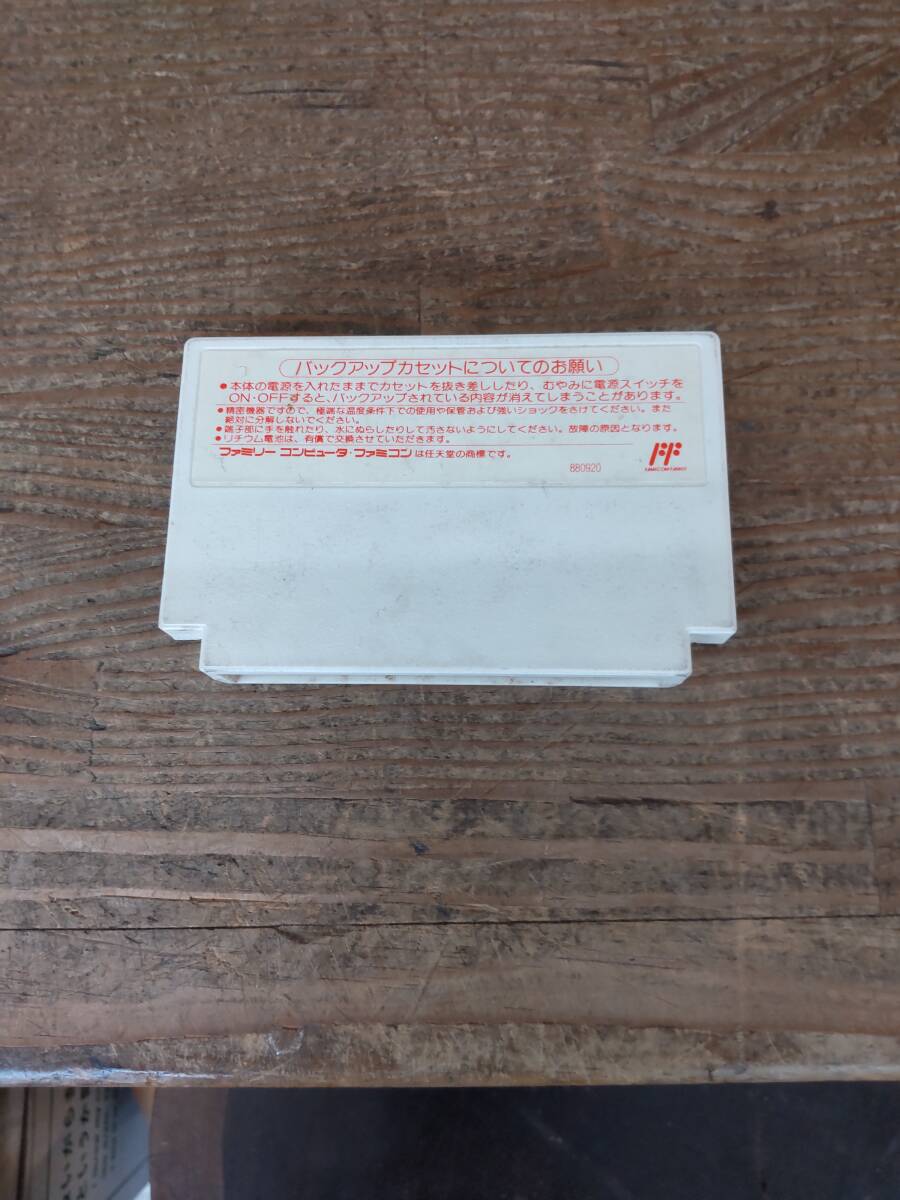 バックアップカセットについてのお願い
●本体の電源を入れたままでカセットを抜き差ししたり、むやみに電源スイッチを
ON・OFFすると、バックアップされている内容が消えてしまうことがあります。
●精密機器ですので、極端な温度条件下での使用や保管および強いショックをさけてください。また
絶対に分解しないでください。
●端子部に手を触れたり、水にぬらしたりして汚さないようにしてください。故障の原因となります。
●リチウム電池は、有償で交換させていただきます。
ファミリー コンピュータ・ファミコンは任天堂の商標です。
880920
FF